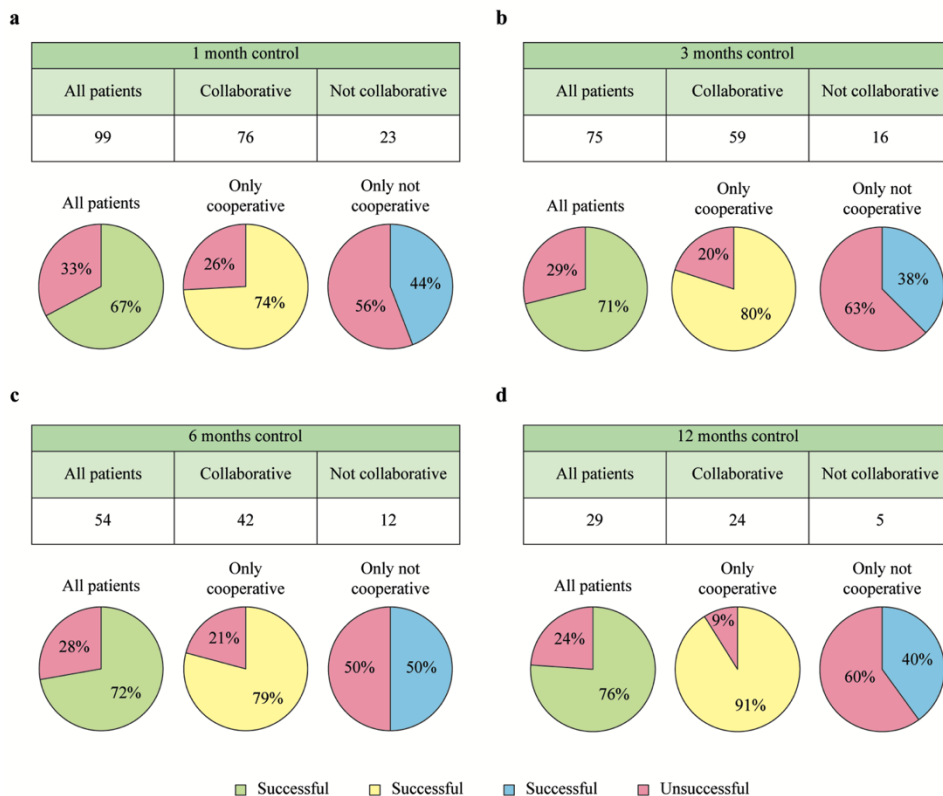 a
1 month control
All patients Collaborative Not collaborative
99 76 23
All patients
Only
cooperative
Only not
cooperative
33%
67%
26%
74%
56%
44%
b
3 months control
All patients Collaborative Not collaborative
75 59 16
All patients
Only
cooperative
Only not
cooperative
29%
71%
20%
80%
63%
38%
c
6 months control
All patients Collaborative Not collaborative
54 42 12
All patients
Only
cooperative
Only not
cooperative
28%
72%
21%
79%
50%
50%
d
12 months control
All patients Collaborative Not collaborative
29 24 5
All patients
Only
cooperative
Only not
cooperative
24%
76%
9%
91%
60%
40%
Successful Successful Successful Unsuccessful